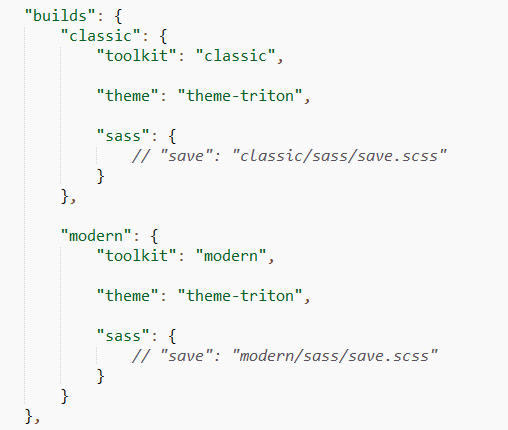 "builds": {
"classic": {
"toolkit": "classic",
"theme": "theme-triton",
"sass": {
// "save": "classic/sass/save.scss"
}
},
"modern": {
"toolkit": "modern",
"theme": "theme-triton",
"sass": {
// "save": "modern/sass/save.scss"
}
}
},